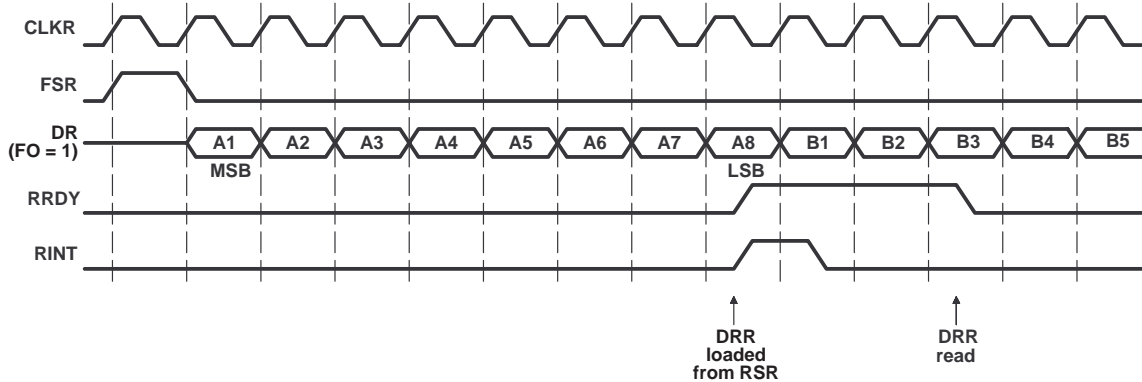 CLKR
FSR
DR
(FO = 1)
A1 A2 A3 A4 A5 A6 A7 A8 B1 B2 B3 B4 B5
MSB LSB
RRDY
RINT
DRR
loaded
from RSR
DRR
read